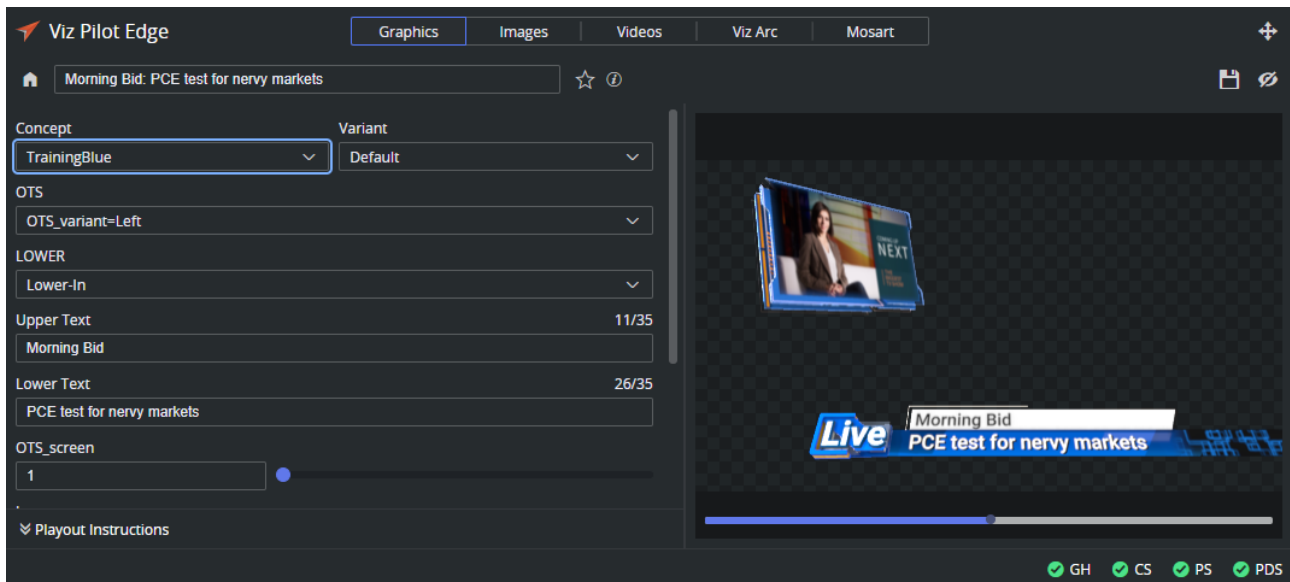 Viz Pilot Edge
Graphics
Images
Videos
Viz Arc
Mosart
Morning Bid: PCE test for nervy markets
Concept
Variant
TrainingBlue
Default
OTS
OTS_variant=Left
LOWER
Lower-In
Upper Text
11/35
Morning Bid
Lower Text
26/35
PCE test for nervy markets
OTS_screen
1
Playout Instructions
NEXT
Live
Morning Bid
PCE test for nervy markets
GH
CS
PS
PDS